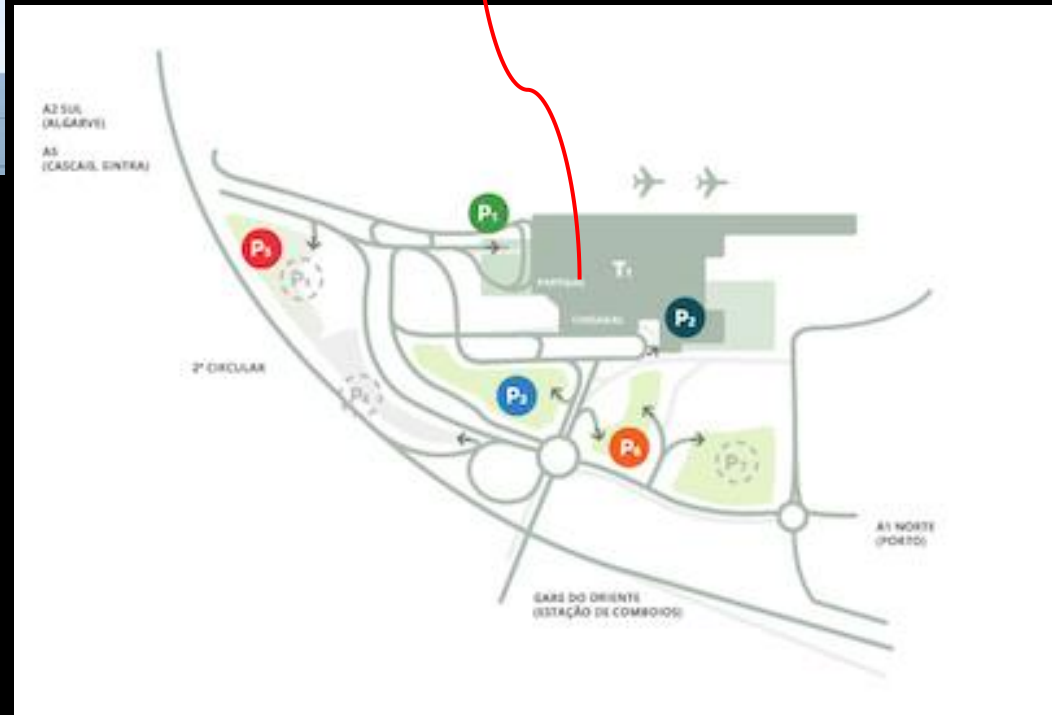 A2 SUL
(ALGARVE)
A5
(CASCAIS, SINTRA)
P1
P5
T1
PARTIDAS
CHEGADAS
P2
2ª CIRCULAR
P3
P6
P7
A1 NORTE
(PORTO)
GARE DO ORIENTE
(ESTAÇÃO DE COMBOIOS)